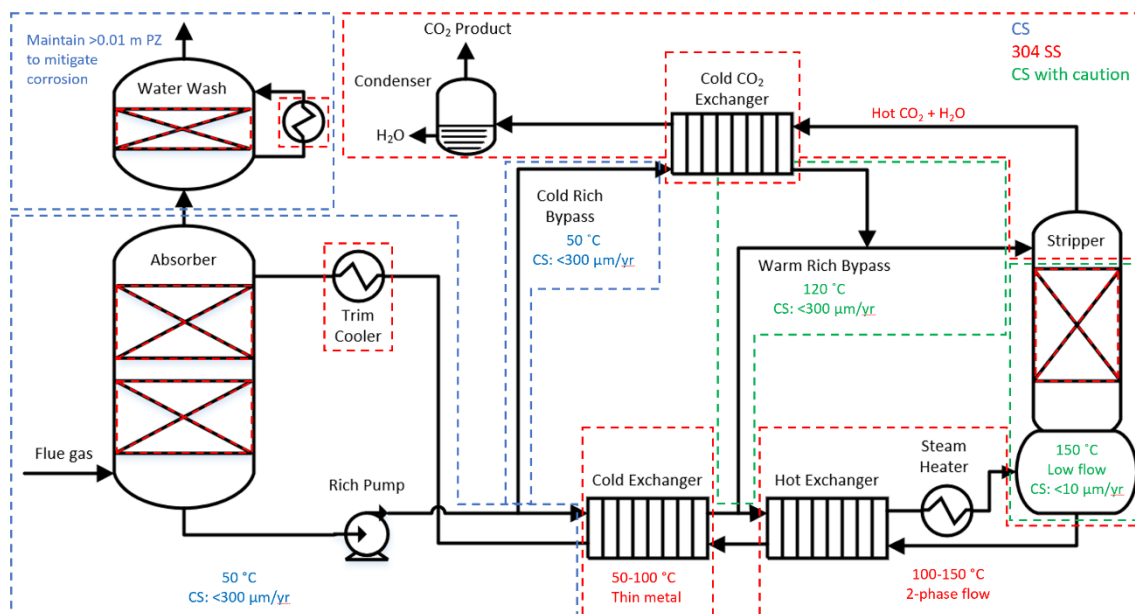 Maintain >0.01 m PZ
to mitigate
corrosion
Water Wash
CO₂ Product
Condenser
H₂O
Cold CO₂
Exchanger
CS
304 SS
CS with caution
Hot CO₂ + H₂O
Cold Rich
Bypass
50 ˚C
CS: <300 µm/yr
Absorber
Trim
Cooler
Warm Rich Bypass
120 ˚C
CS: <300 µm/yr
Stripper
Flue gas
Rich Pump
Cold Exchanger
Hot Exchanger
Steam
Heater
150 ˚C
Low flow
CS: <10 µm/yr
50 ˚C
CS: <300 µm/yr
50-100 ˚C
Thin metal
100-150 ˚C
2-phase flow